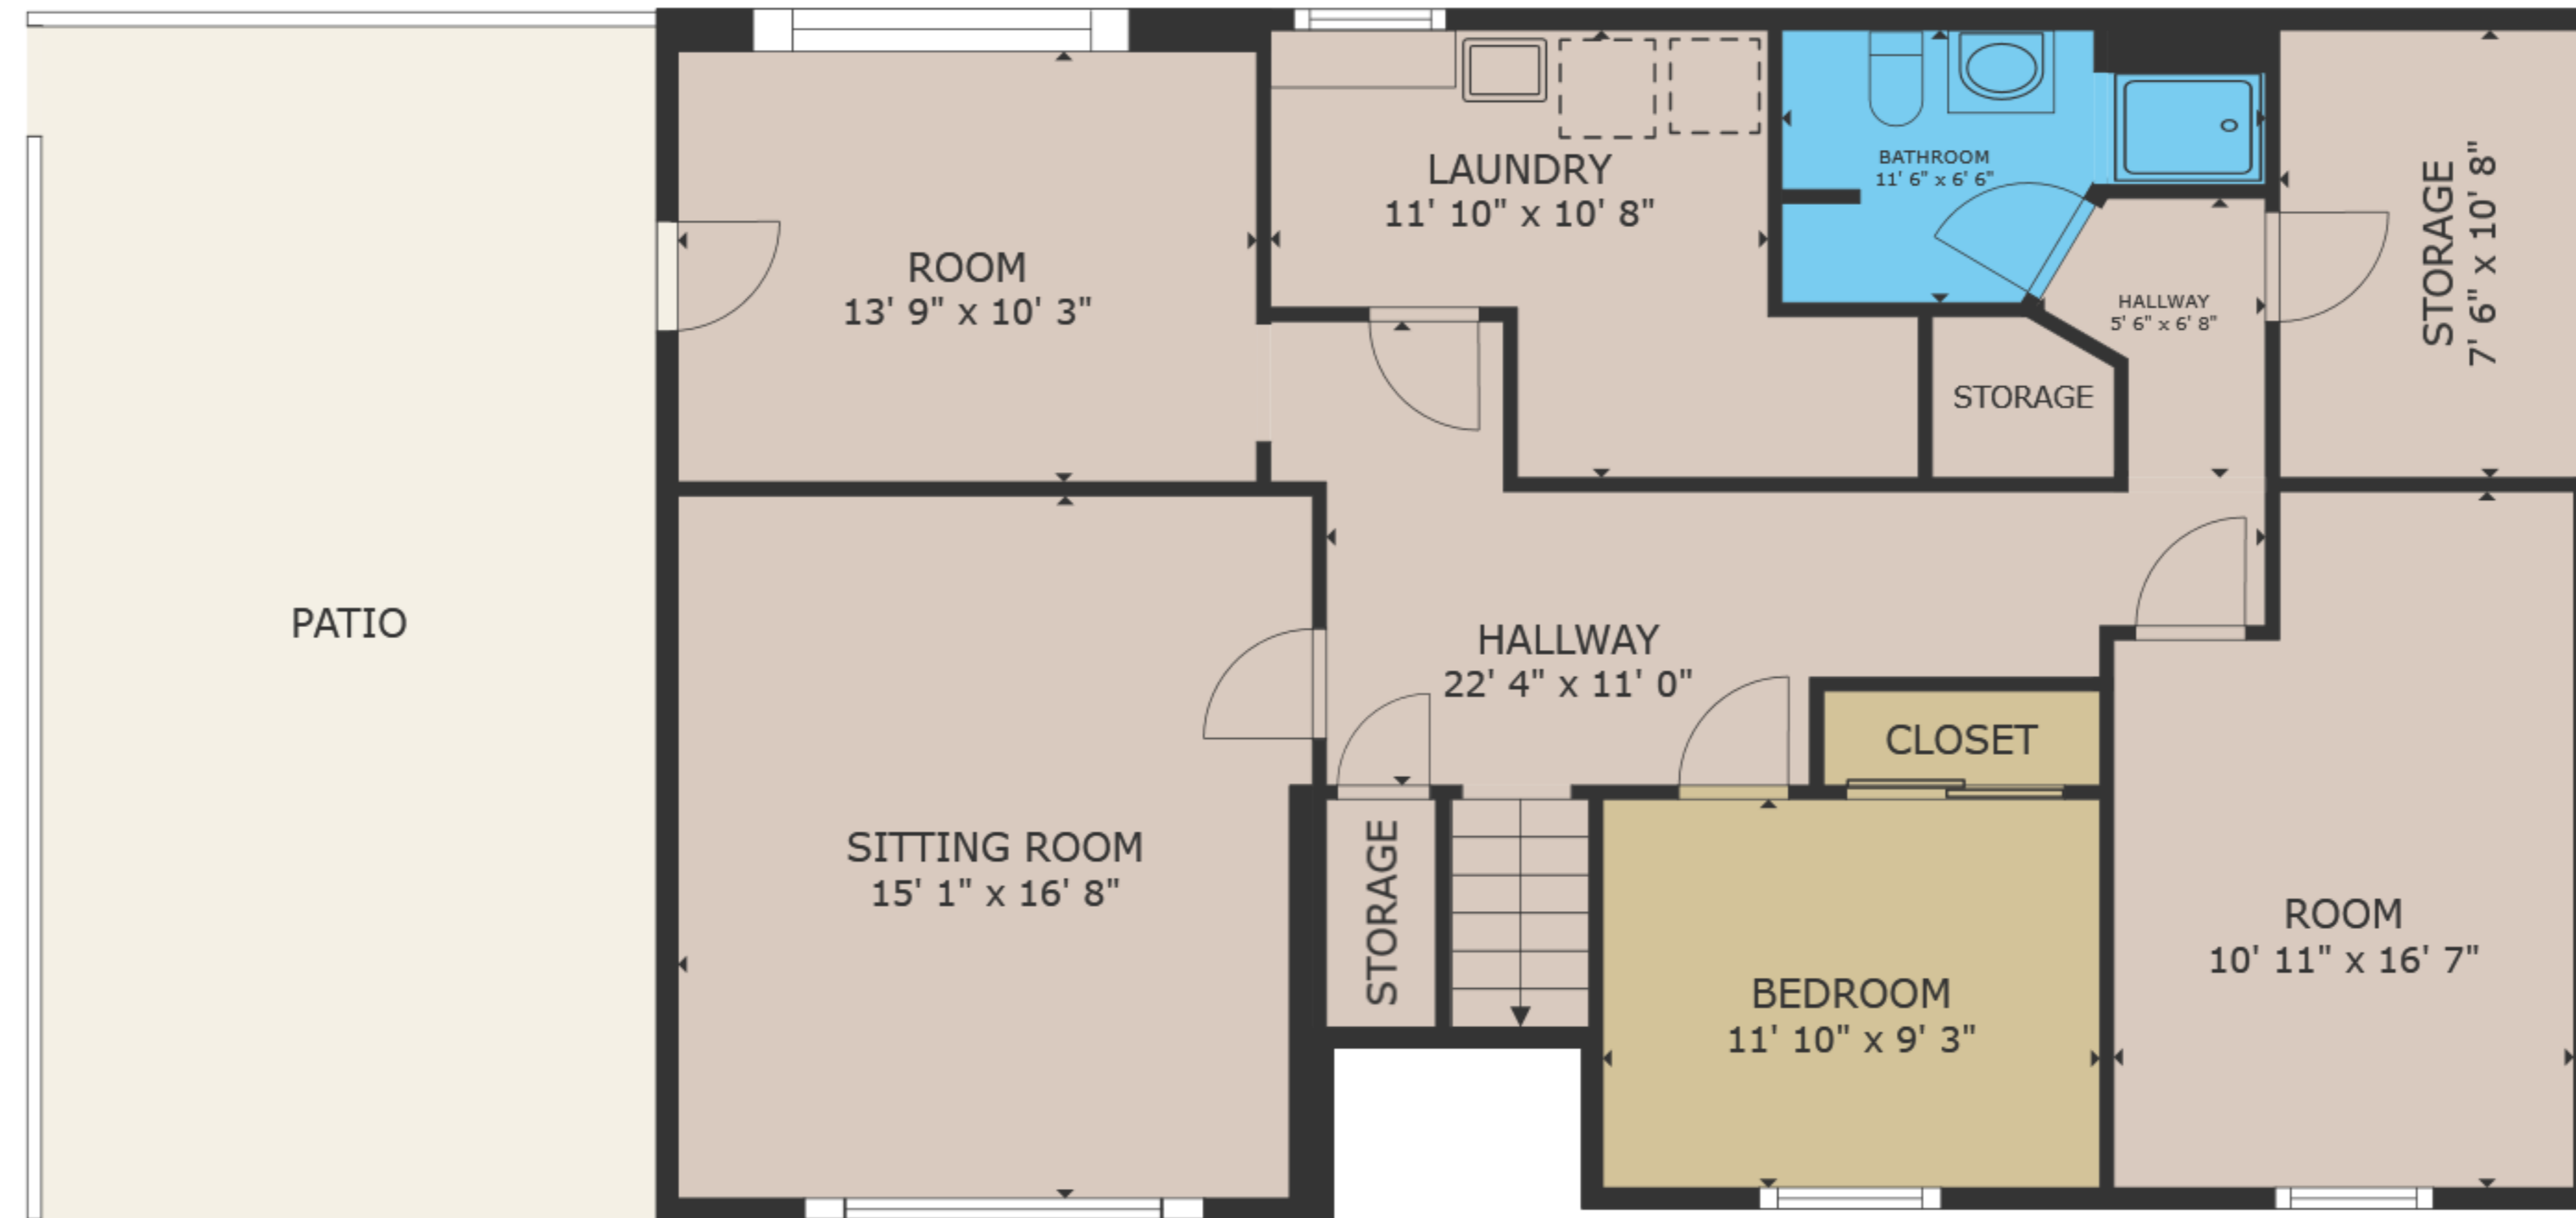 LAUNDRY
11' 10" x 10' 8"
BATHROOM
11' 6" x 6' 6"
STORAGE
7' 6" x 10' 8"
ROOM
13' 9" x 10' 3"
HALLWAY
5' 6" x 6' 8"
STORAGE
PATIO
HALLWAY
22' 4" x 11' 0"
CLOSET
SITTING ROOM
15' 1" x 16' 8"
STORAGE
BEDROOM
11' 10" x 9' 3"
ROOM
10' 11" x 16' 7"